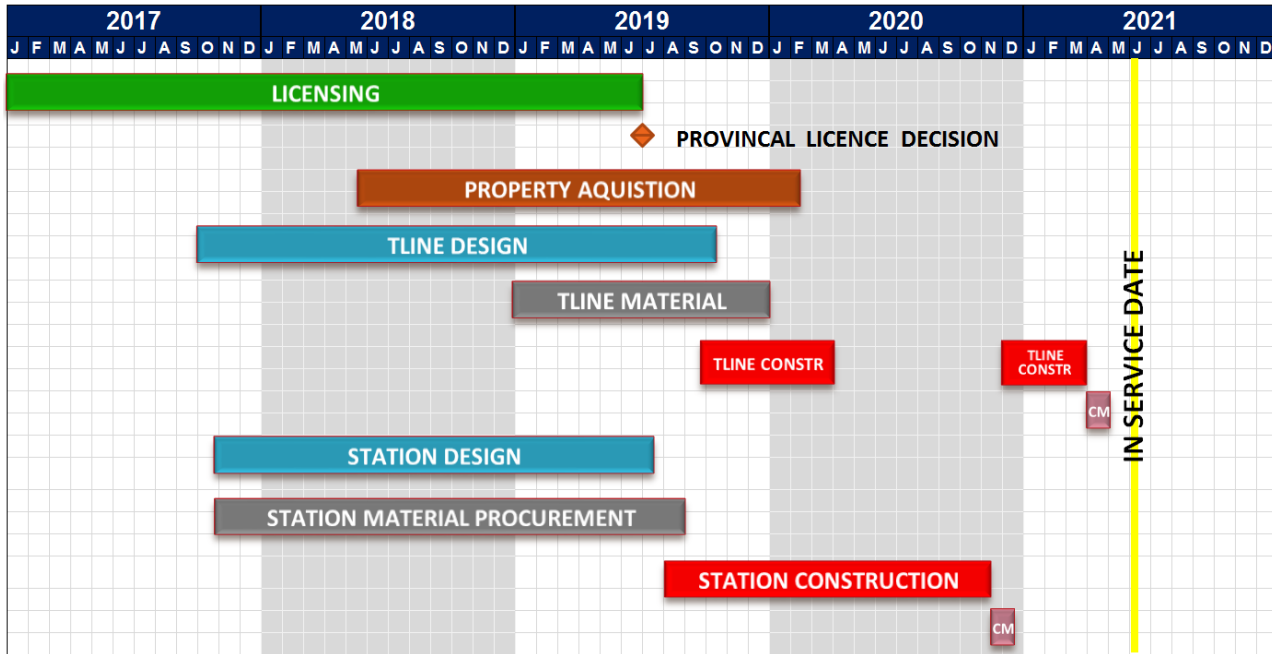 2017 2018 2019 2020 2021
J F M A M J J A S O N D J F M A M J J A S O N D J F M A M J J A S O N D J F M A M J J A S O N D J F M A M J J A S O N D
LICENSING
PROVINCAL LICENCE DECISION
PROPERTY AQUISTION
TLINE DESIGN
TLINE MATERIAL
TLINE CONSTR
TLINE
CONSTR
CM
STATION DESIGN
STATION MATERIAL PROCUREMENT
STATION CONSTRUCTION
CM
IN SERVICE DATE